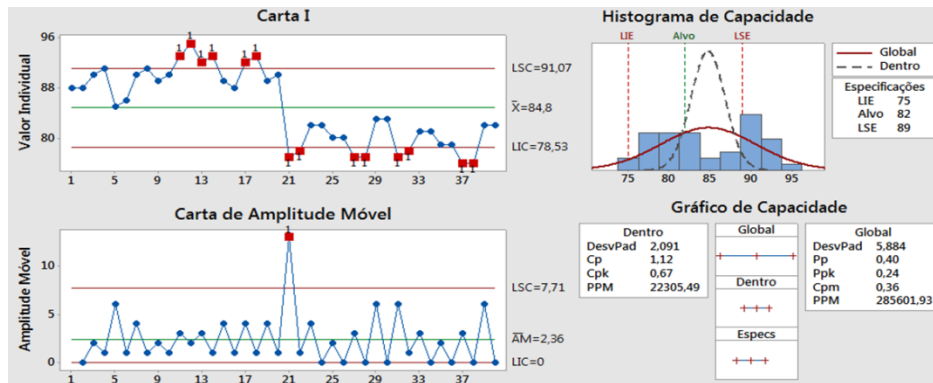 Carta I
Valor Individual
96
88
80
1 5 9 13 17 21 25 29 33 37
1 1 1 1 1 1
1 1 1 1 1 1 1 1
LSC=91,07
X̄=84,8
LIC=78,53
Carta de Amplitude Móvel
Amplitude Móvel
10
5
0
1 5 9 13 17 21 25 29 33 37
1
LSC=7,71
A̅M̅=2,36
LIC=0
Histograma de Capacidade
LIE Alvo LSE
75 80 85 90 95
Global
Dentro
Especificações
LIE 75
Alvo 82
LSE 89
Gráfico de Capacidade
Dentro
DesvPad 2,091
Cp 1,12
Cpk 0,67
PPM 22305,49
Global
Dentro
Especs
Global
DesvPad 5,884
Pp 0,40
Ppk 0,24
Cpm 0,36
PPM 285601,93